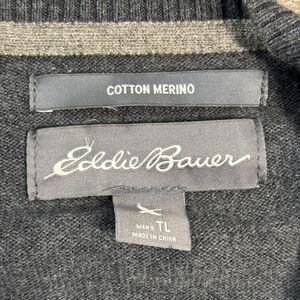 COTTON MERINO
Eddie Bauer
MEN'S TL
MADE IN CHINA